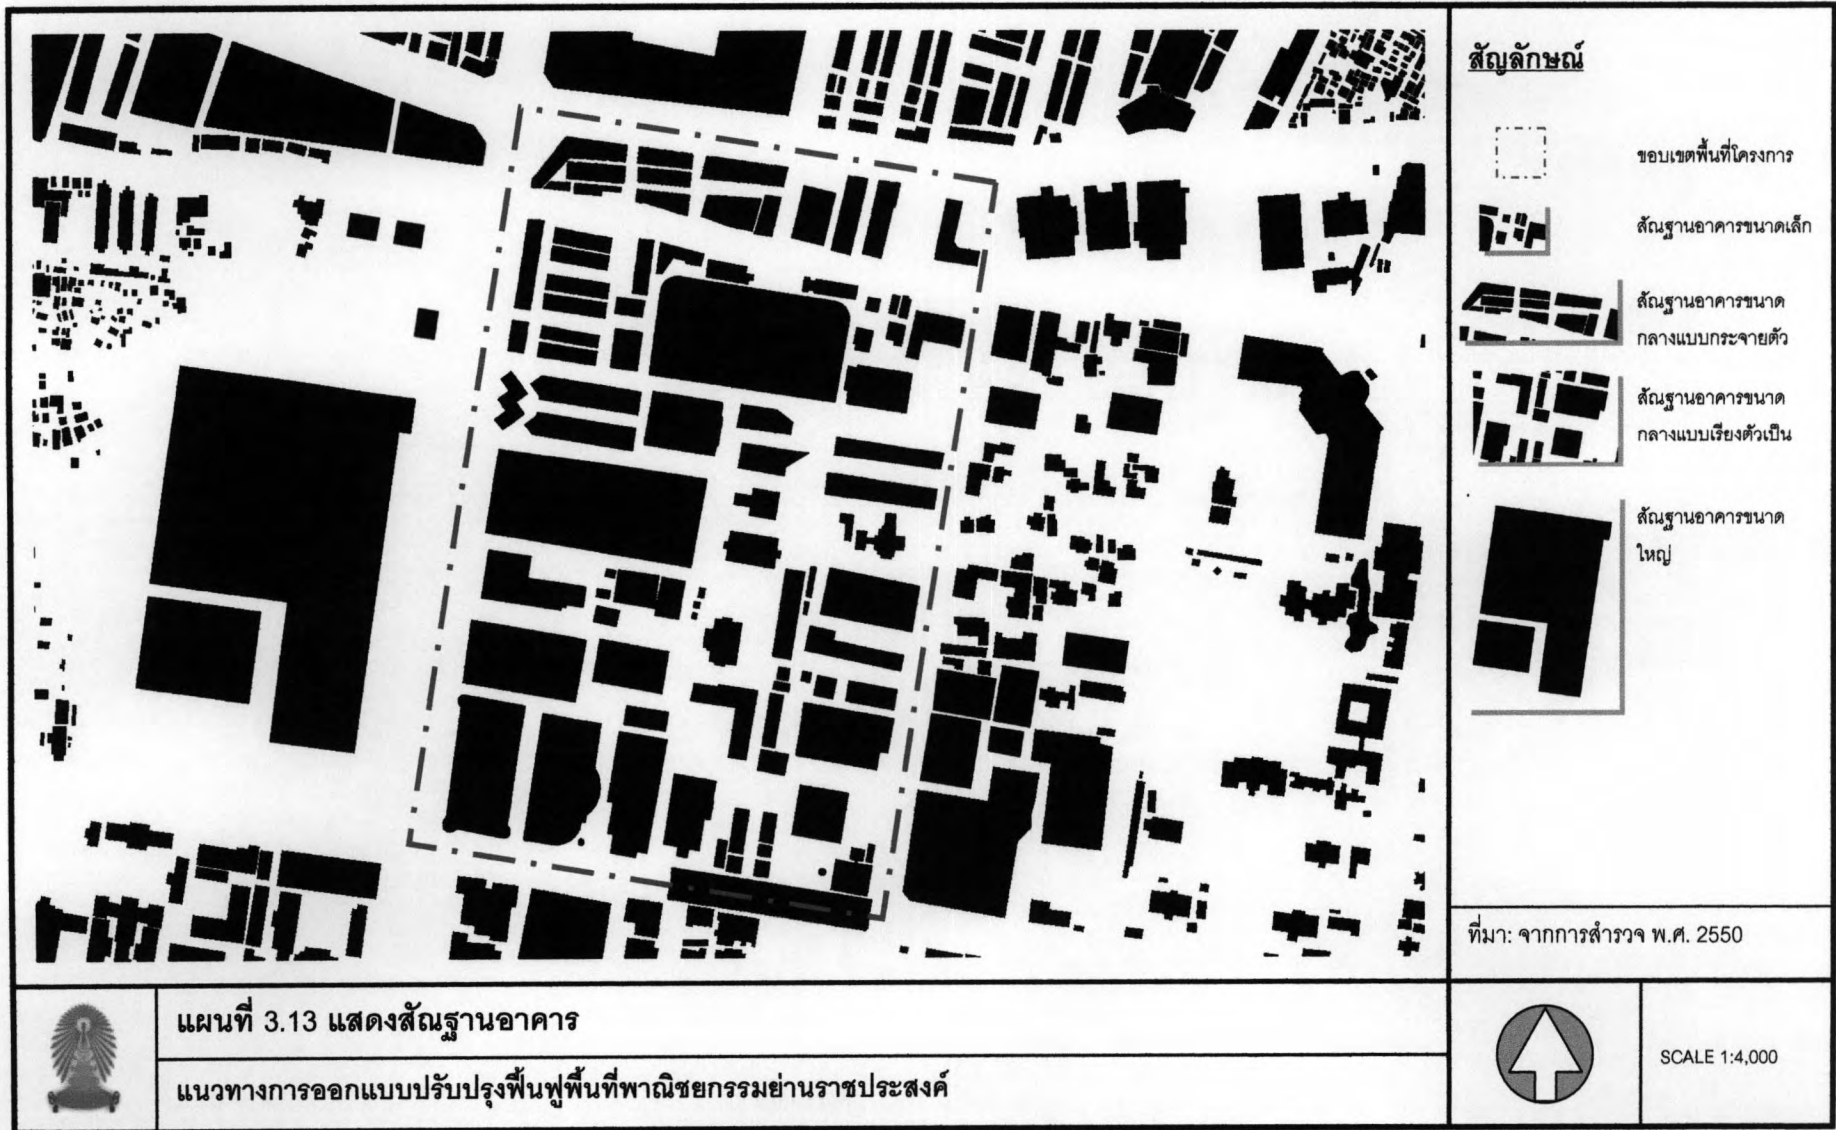 สัญลักษณ์
ขอบเขตพื้นที่โครงการ
สัณฐานอาคารขนาดเล็ก
สัณฐานอาคารขนาด
กลางแบบกระจายตัว
สัณฐานอาคารขนาด
กลางแบบเรียงตัวเป็น
สัณฐานอาคารขนาด
ใหญ่
ที่มา: จากการสำรวจ พ.ศ. 2550
แผนที่ 3.13 แสดงสัณฐานอาคาร
แนวทางการออกแบบปรับปรุงฟื้นฟูพื้นที่พาณิชยกรรมย่านราชประสงค์
SCALE 1:4,000